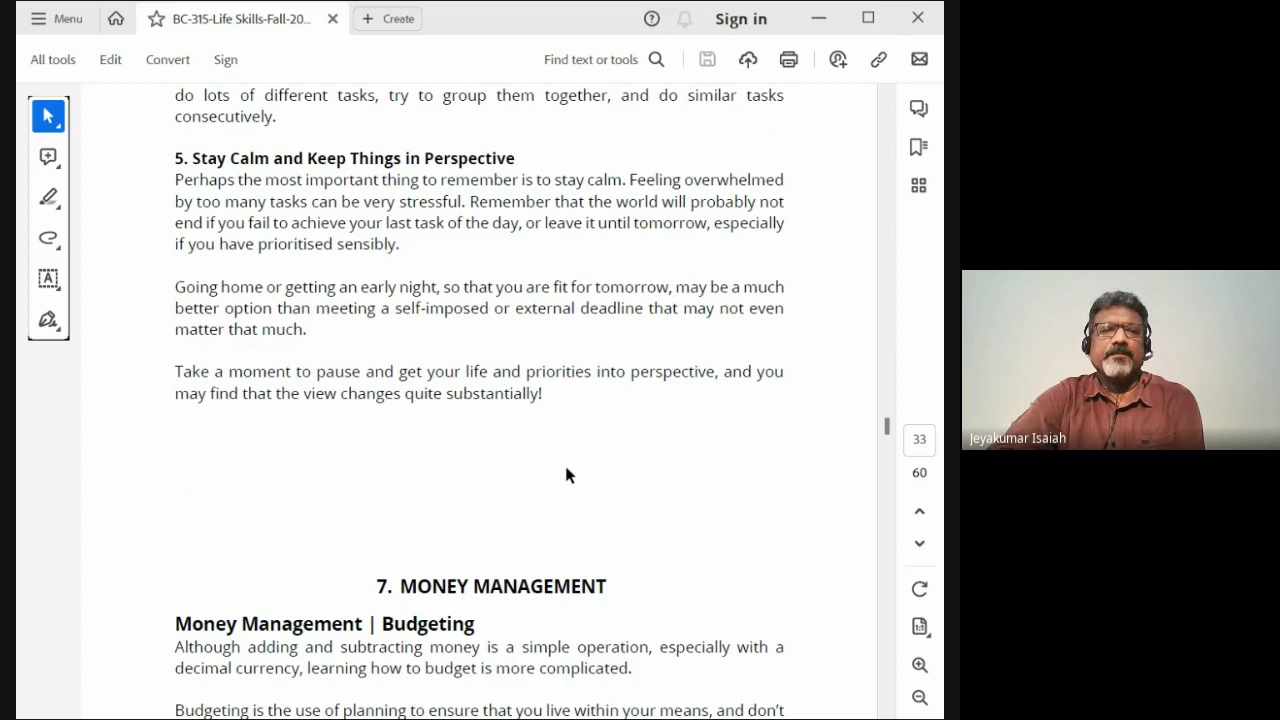 Menu
BC-315-Life Skills-Fall-20...
Create
Sign in
All tools
Edit
Convert
Sign
Find text or tools
do lots of different tasks, try to group them together, and do similar tasks
consecutively.
5. Stay Calm and Keep Things in Perspective
Perhaps the most important thing to remember is to stay calm. Feeling overwhelmed
by too many tasks can be very stressful. Remember that the world will probably not
end if you fail to achieve your last task of the day, or leave it until tomorrow, especially
if you have prioritised sensibly.
Going home or getting an early night, so that you are fit for tomorrow, may be a much
better option than meeting a self-imposed or external deadline that may not even
matter that much.
Take a moment to pause and get your life and priorities into perspective, and you
may find that the view changes quite substantially!
7. MONEY MANAGEMENT
Money Management | Budgeting
Although adding and subtracting money is a simple operation, especially with a
decimal currency, learning how to budget is more complicated.
Budgeting is the use of planning to ensure that you live within your means, and don't
33
60
Jeyakumar Isaiah